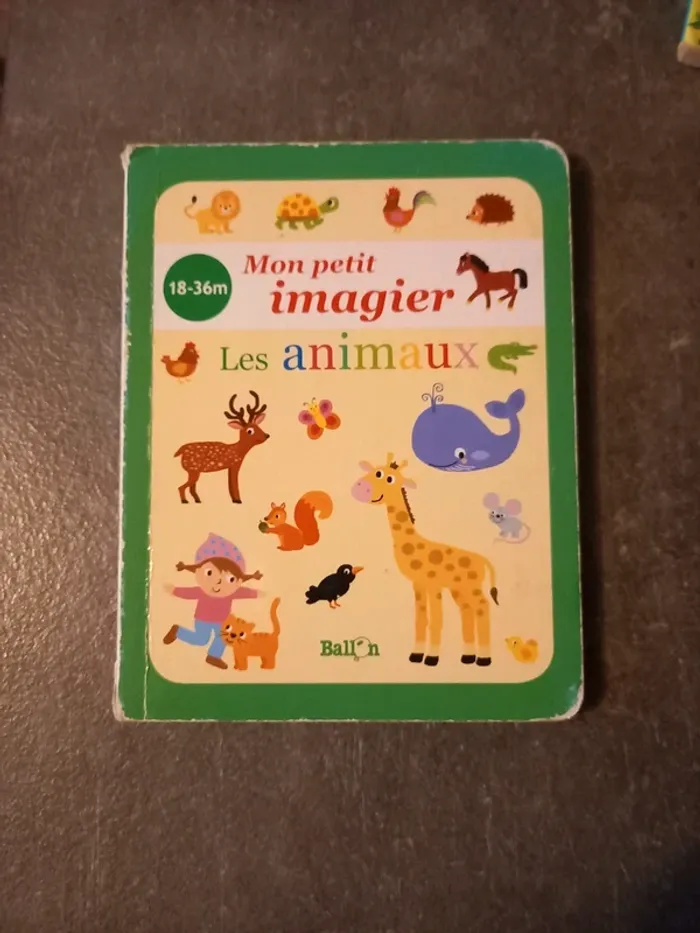 18-36m
Mon petit
imagier
Les animaux
Ballon